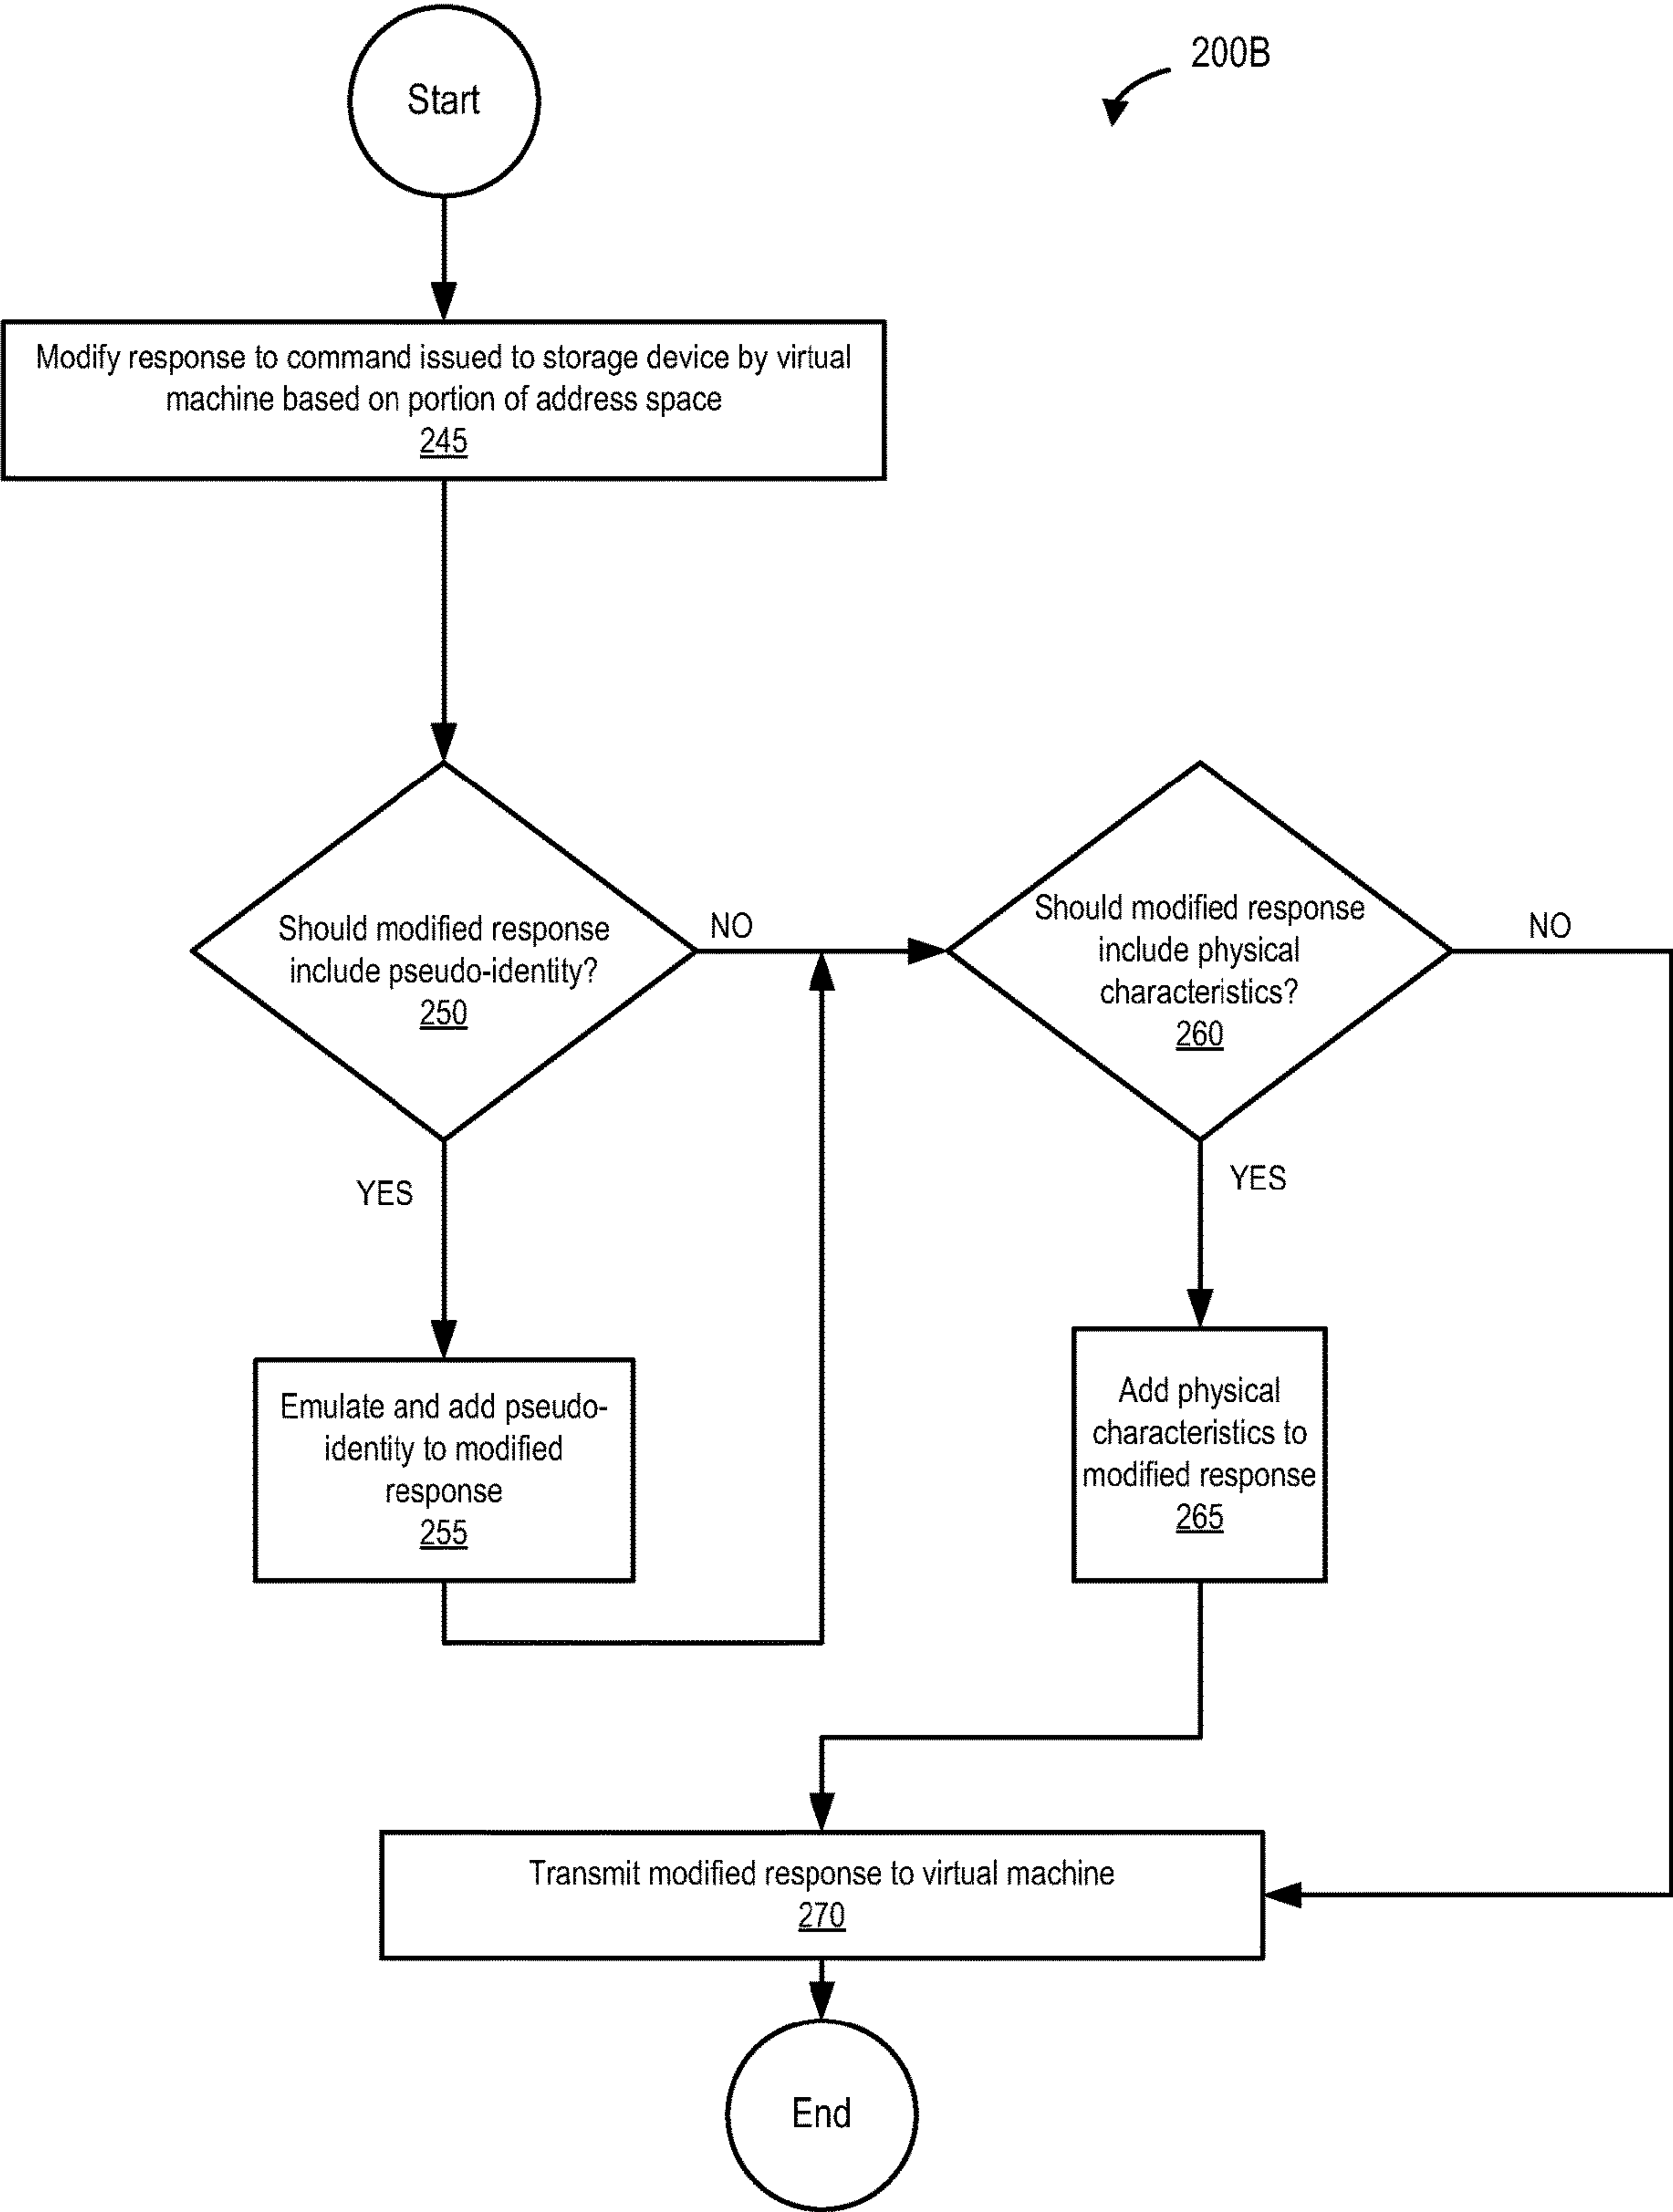 200B
Start
Modify response to command issued to storage device by virtual
machine based on portion of address space
245
Should modified response
include pseudo-identity?
250
NO
YES
Should modified response
include physical
characteristics?
260
NO
YES
Emulate and add pseudo-
identity to modified
response
255
Add physical
characteristics to
modified response
265
Transmit modified response to virtual machine
270
End